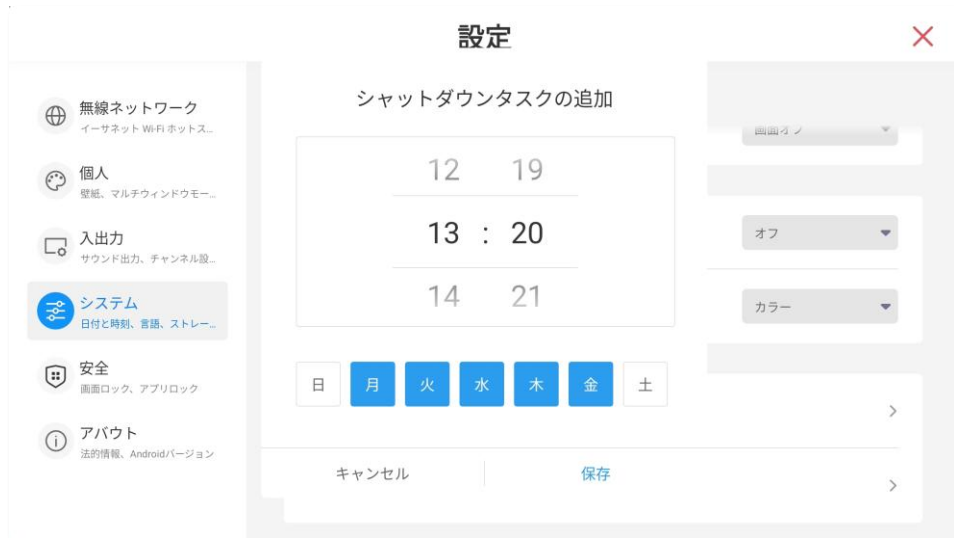 設定
無線ネットワーク
イーサネット Wi-Fi ホットス...
個人
壁紙、マルチウィンドウモー...
入出力
サウンド出力、チャンネル設...
システム
日付と時刻、言語、ストレー...
安全
画面ロック、アプリロック
アバウト
法的情報、Androidバージョン
シャットダウンタスクの追加
12 19
13 : 20
14 21
日 月 火 水 木 金 土
キャンセル 保存
画面オフ
オフ
カラー